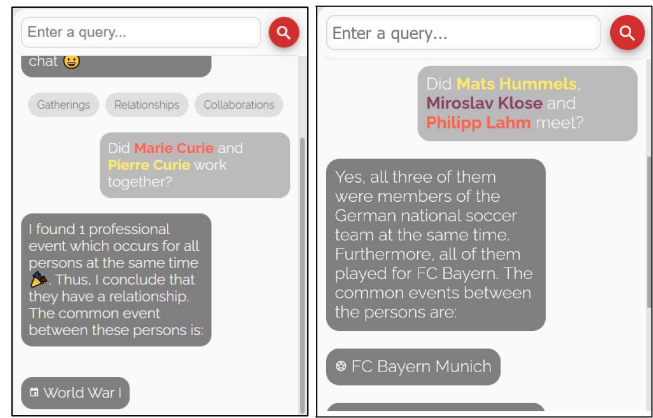 Enter a query...
chat 😀
Gatherings Relationships Collaborations
Did Marie Curie and
Pierre Curie work
together?
I found 1 professional
event which occurs for all
persons at the same time
🎉. Thus, I conclude that
they have a relationship.
The common event
between these persons is:
World War I
Enter a query...
Did Mats Hummels,
Miroslav Klose and
Philipp Lahm meet?
Yes, all three of them
were members of the
German national soccer
team at the same time.
Furthermore, all of them
played for FC Bayern. The
common events between
the persons are:
FC Bayern Munich